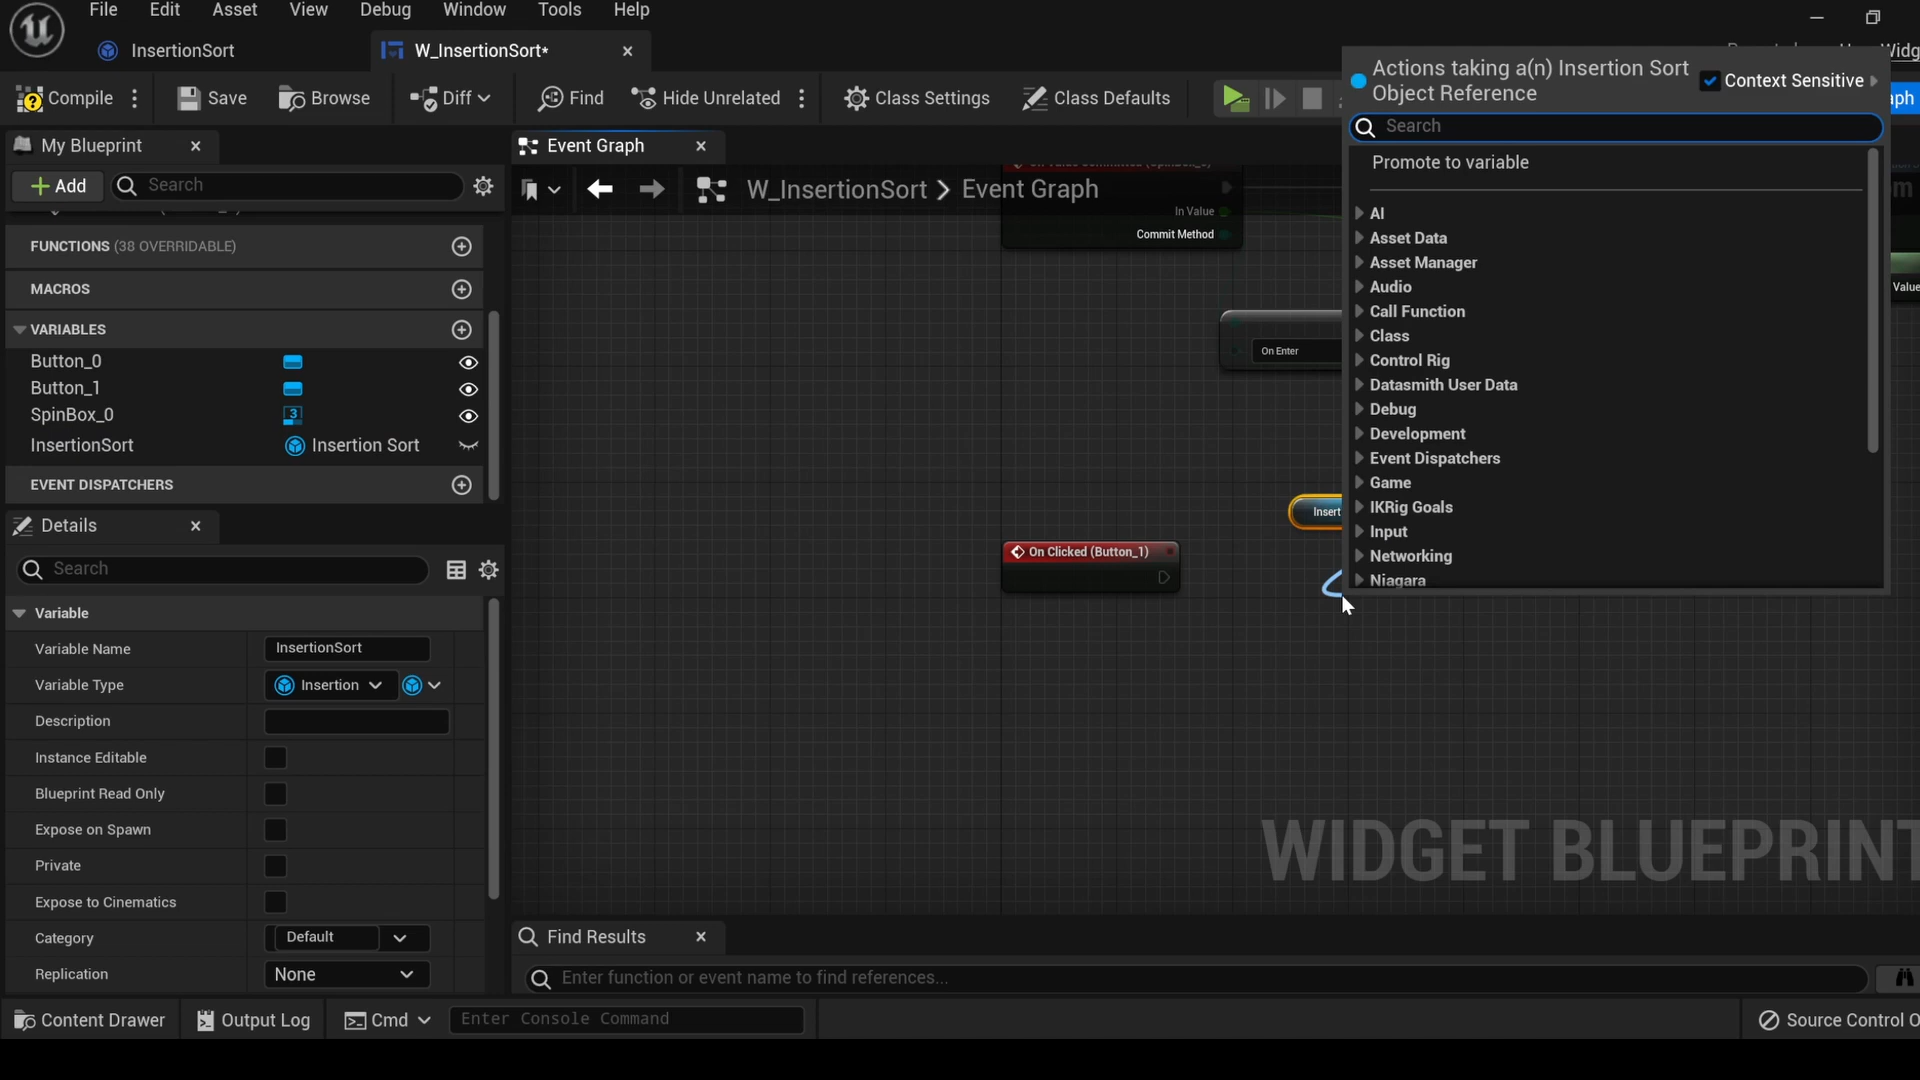 File Edit Asset View Debug Window Tools Help
InsertionSort
W_InsertionSort*
Compile
Save
Browse
Diff
Find
Hide Unrelated
Class Settings
Class Defaults
My Blueprint
Add
Search
FUNCTIONS (38 OVERRIDABLE)
MACROS
VARIABLES
Button_0
Button_1
SpinBox_0
3
InsertionSort
Insertion Sort
EVENT DISPATCHERS
Details
Search
Variable
Variable Name
InsertionSort
Variable Type
Insertion
Description
Instance Editable
Blueprint Read Only
Expose on Spawn
Private
Expose to Cinematics
Category
Default
Replication
None
Event Graph
W_InsertionSort > Event Graph
In Value
Commit Method
On Enter
Insert
On Clicked (Button_1)
Value
WIDGET BLUEPRINT
Actions taking a(n) Insertion Sort
Object Reference
Context Sensitive
Search
Promote to variable
AI
Asset Data
Asset Manager
Audio
Call Function
Class
Control Rig
Datasmith User Data
Debug
Development
Event Dispatchers
Game
IKRig Goals
Input
Networking
Niagara
Find Results
Enter function or event name to find references...
Content Drawer
Output Log
Cmd
Enter Console Command
Source Control O